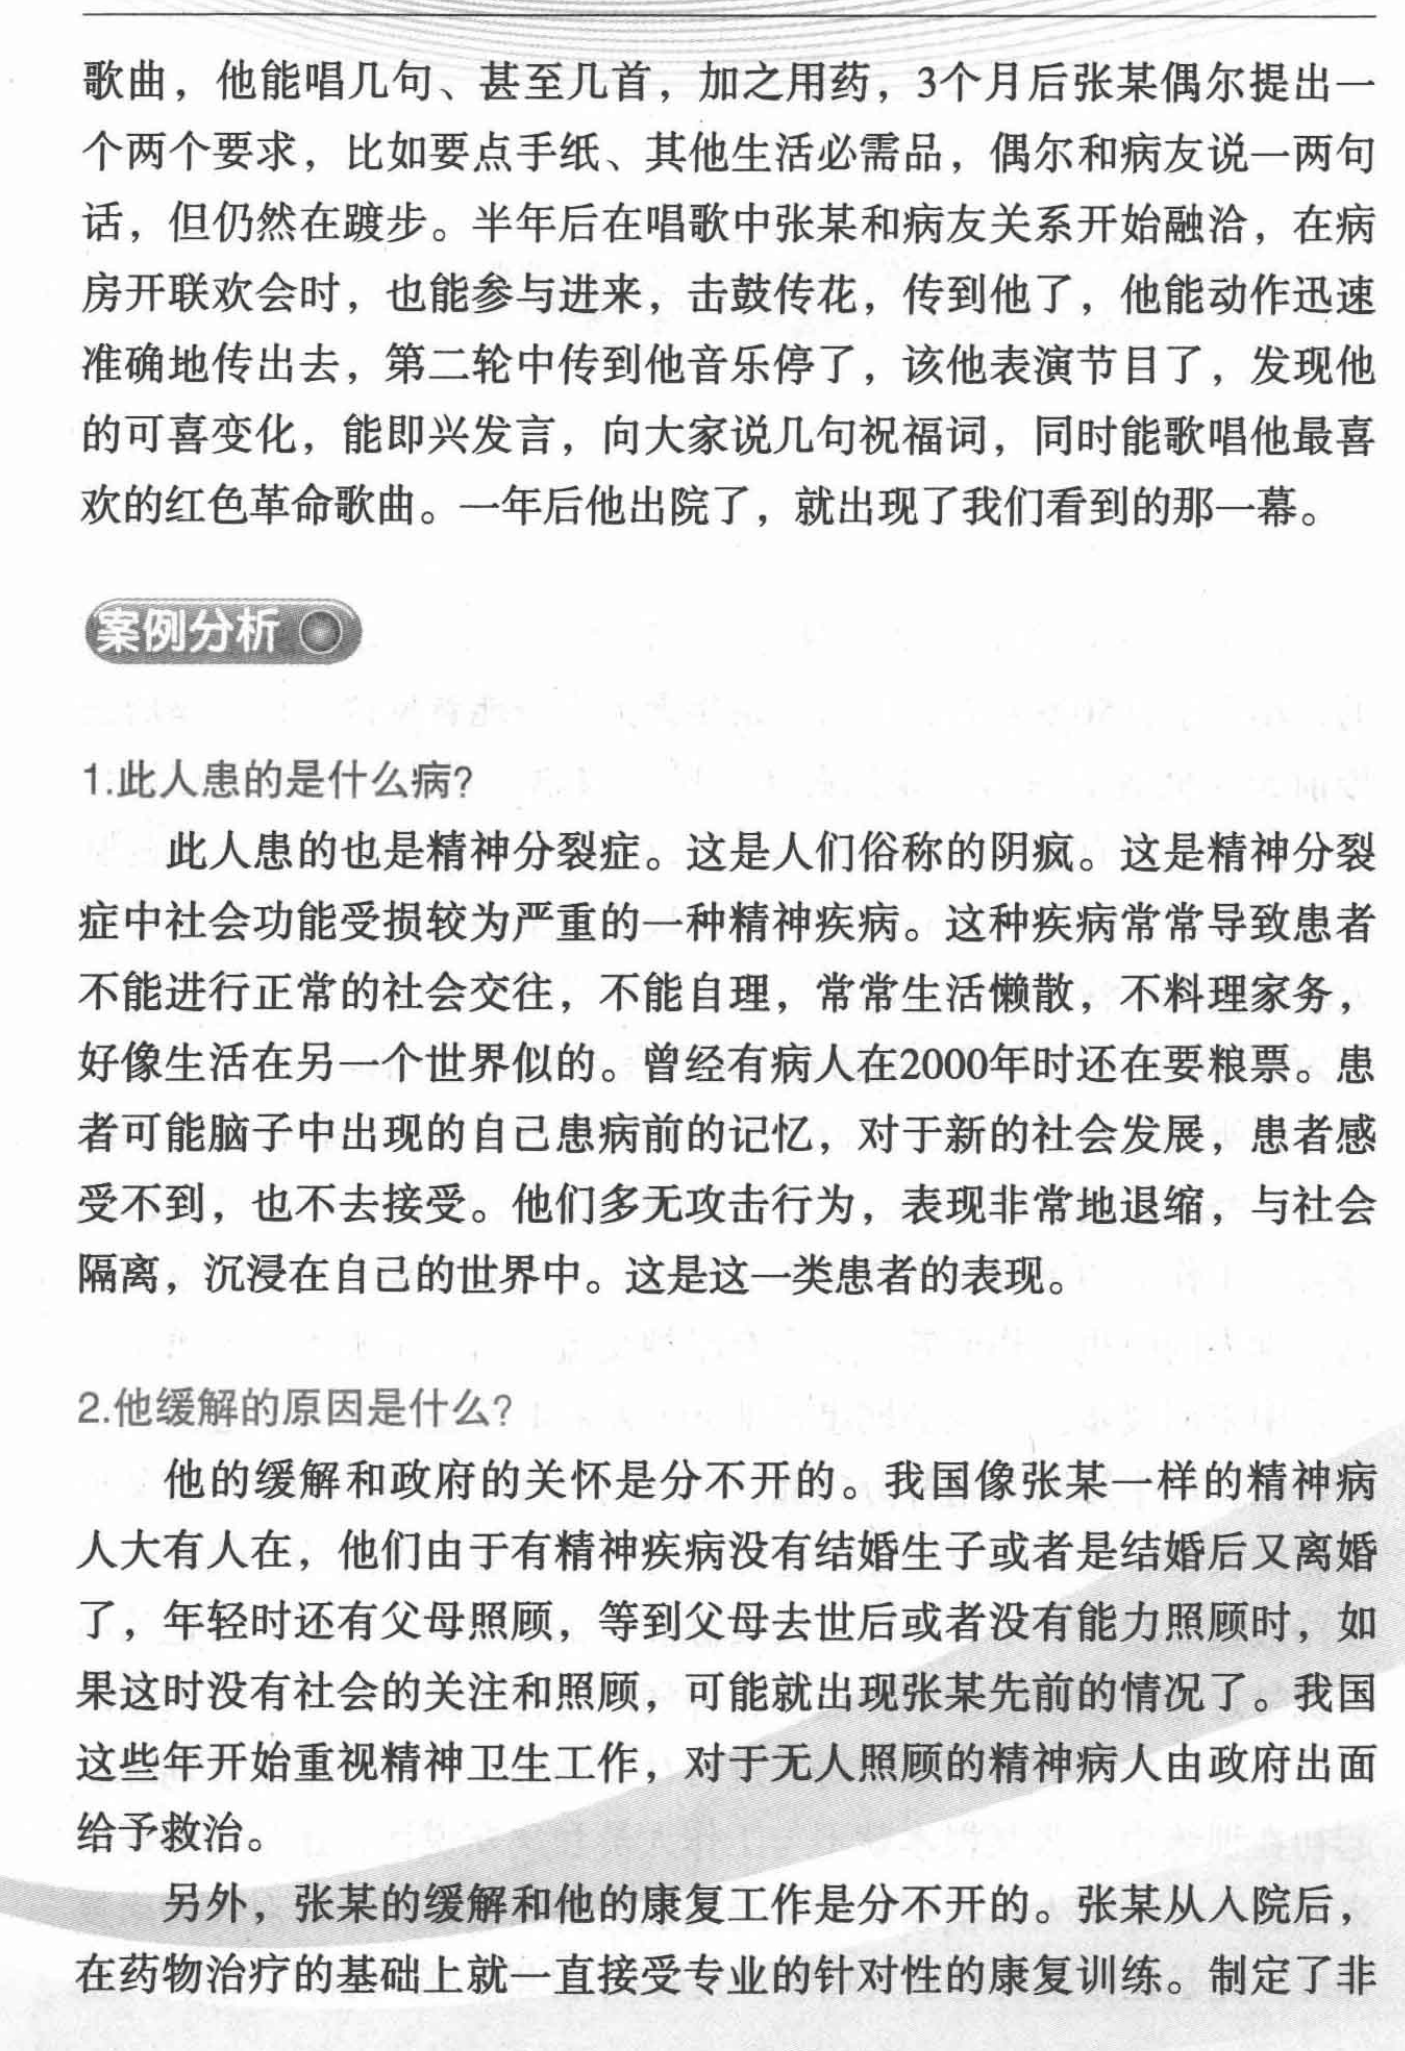 歌曲，他能唱几句、甚至几首，加之用药，3个月后张某偶尔提出一
个两个要求，比如要点手纸、其他生活必需品，偶尔和病友说一两句
话，但仍然在踱步。半年后在唱歌中张某和病友关系开始融洽，在病
房开联欢会时，也能参与进来，击鼓传花，传到他了，他能动作迅速
准确地传出去，第二轮中传到他音乐停了，该他表演节目了，发现他
的可喜变化，能即兴发言，向大家说几句祝福词，同时能歌唱他最喜
欢的红色革命歌曲。一年后他出院了，就出现了我们看到的那一幕。
案例分析
1.此人患的是什么病?
此人患的也是精神分裂症。这是人们俗称的阴疯。这是精神分裂
症中社会功能受损较为严重的一种精神疾病。这种疾病常常导致患者
不能进行正常的社会交往，不能自理，常常生活懒散，不料理家务，
好像生活在另一个世界似的。曾经有病人在2000年时还在要粮票。患
者可能脑子中出现的自己患病前的记忆，对于新的社会发展，患者感
受不到，也不去接受。他们多无攻击行为，表现非常地退缩，与社会
隔离，沉浸在自己的世界中。这是这一类患者的表现。
2.他缓解的原因是什么?
他的缓解和政府的关怀是分不开的。我国像张某一样的精神病
人大有人在，他们由于有精神疾病没有结婚生子或者是结婚后又离婚
了，年轻时还有父母照顾，等到父母去世后或者没有能力照顾时，如
果这时没有社会的关注和照顾，可能就出现张某先前的情况了。我国
这些年开始重视精神卫生工作，对于无人照顾的精神病人由政府出面
给予救治。
另外，张某的缓解和他的康复工作是分不开的。张某从入院后，
在药物治疗的基础上就一直接受专业的针对性的康复训练。制定了非